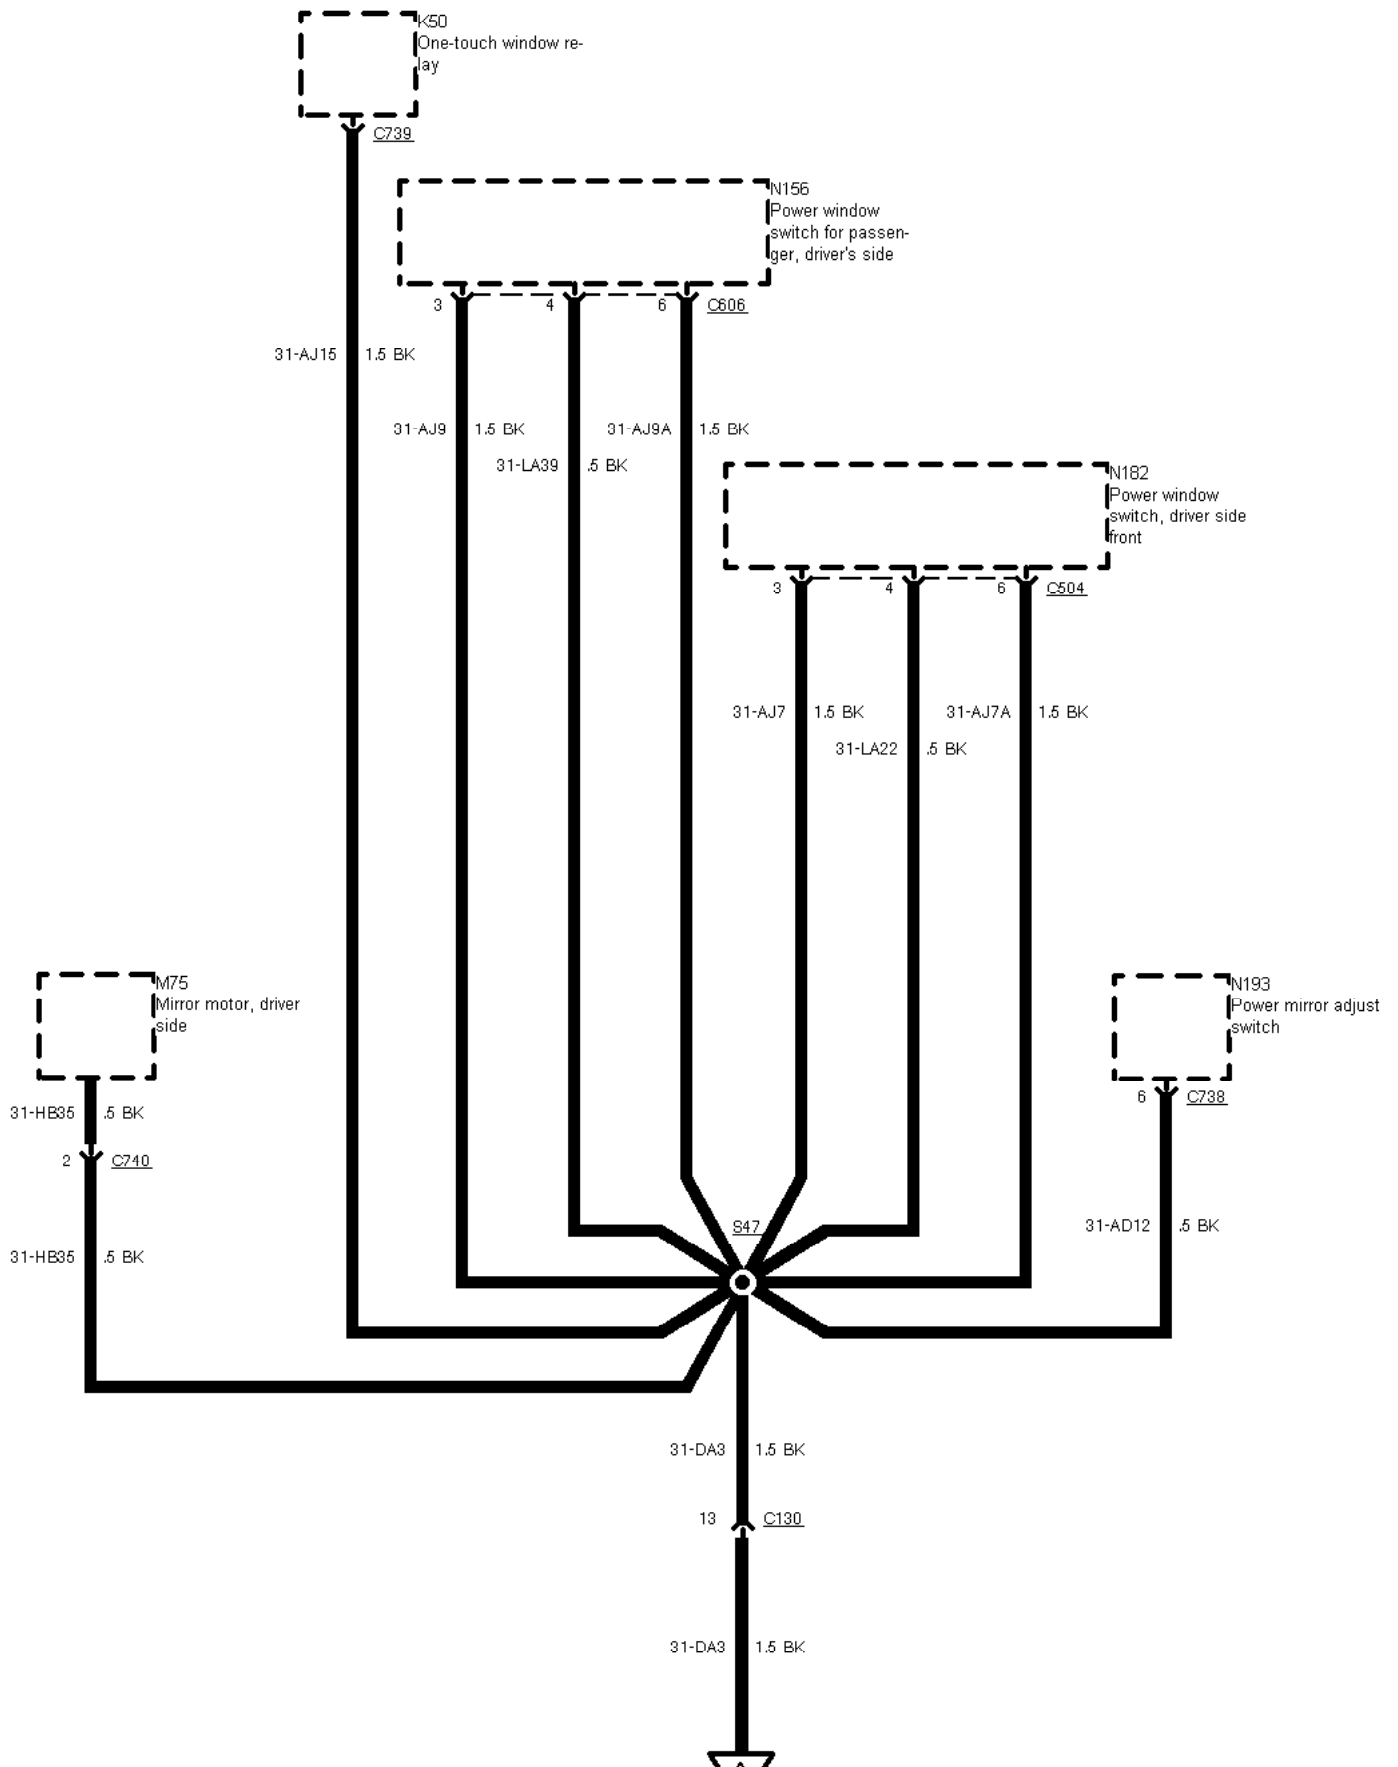 K50
One-touch window re-
lay
C739
N156
Power window
switch for passen-
ger, driver's side
3 4 6 C606
31-AJ15 1.5 BK
31-AJ9 1.5 BK 31-AJ9A 1.5 BK
31-LA39 .5 BK
N182
Power window
switch, driver side
front
3 4 6 C504
31-AJ7 1.5 BK 31-AJ7A 1.5 BK
31-LA22 .5 BK
M75
Mirror motor, driver
side
N193
Power mirror adjust
switch
6 C738
31-HB35 .5 BK
2 C740
S47
31-AD12 .5 BK
31-HB35 .5 BK
31-DA3 1.5 BK
13 C130
31-DA3 1.5 BK